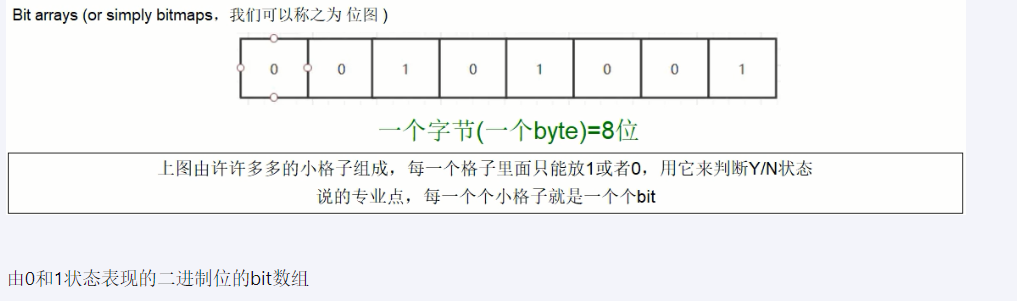 Bit arrays (or simply bitmaps，我们可以称之为 位图 )
0 0 1 0 1 0 0 1
一个字节(一个byte)=8位
上图由许许多多的小格子组成，每一个格子里面只能放1或者0，用它来判断Y/N状态
说的专业点，每一个个小格子就是一个个bit
由0和1状态表现的二进制位的bit数组